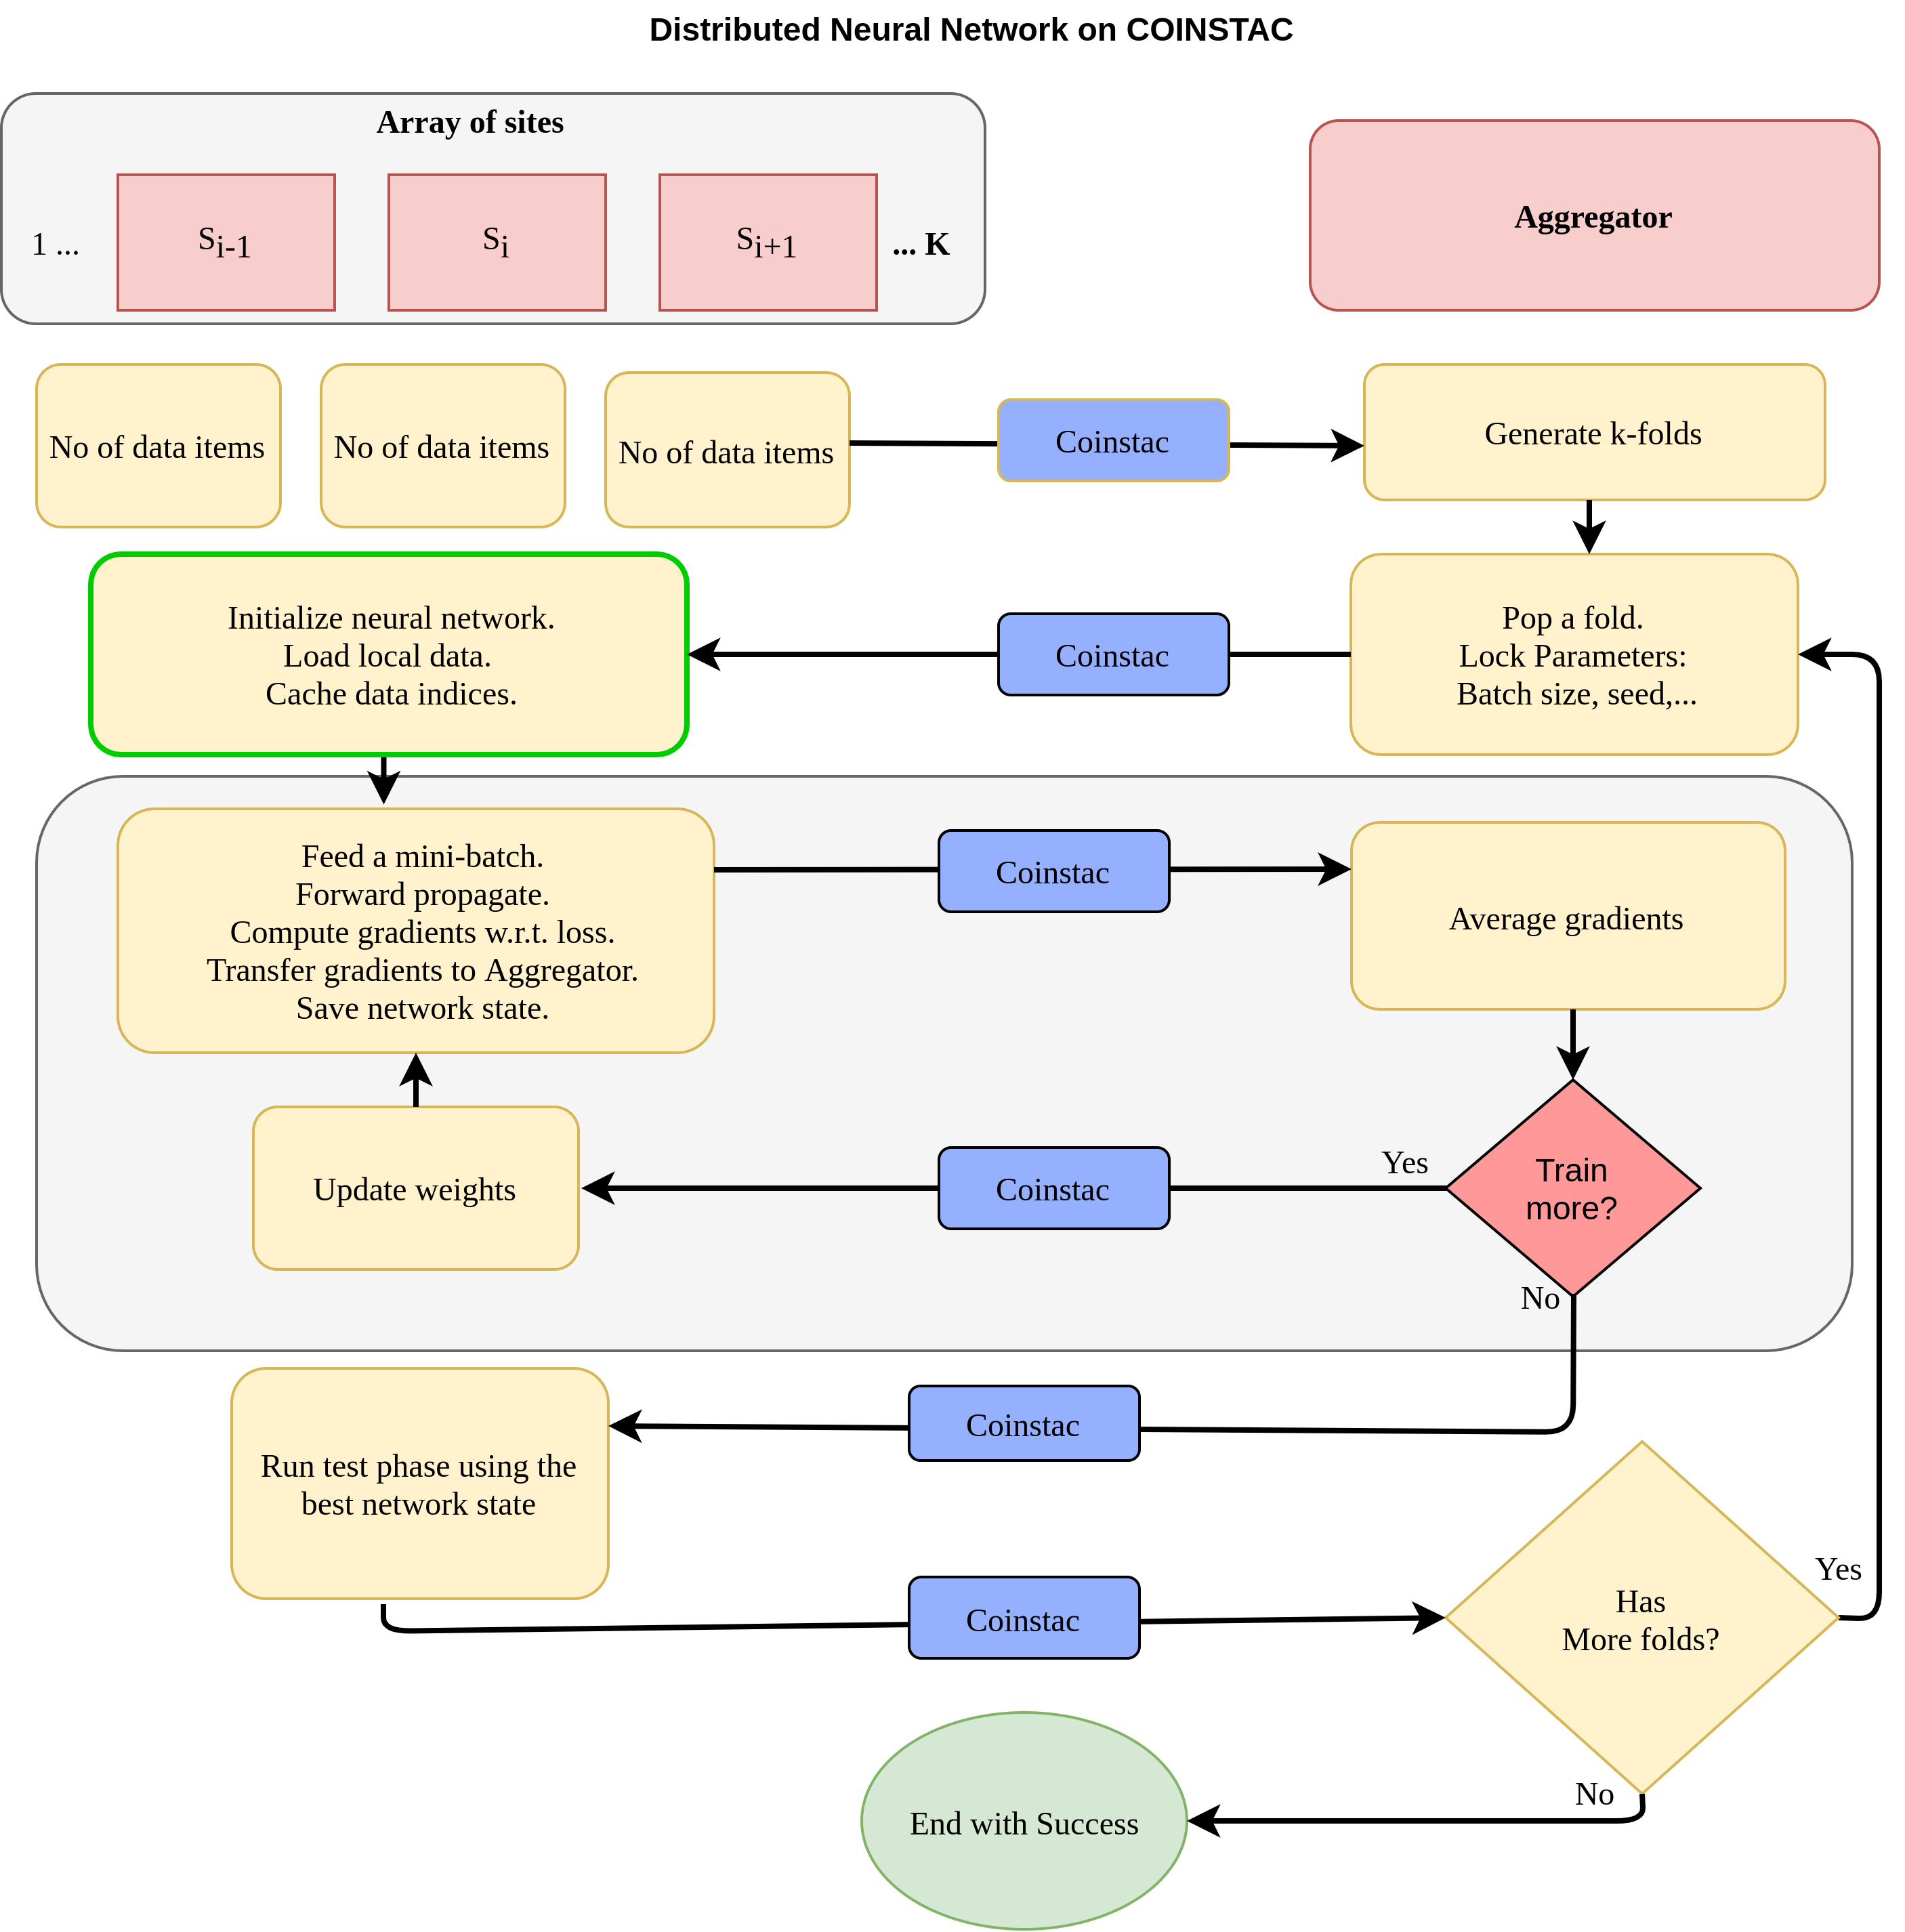 Distributed Neural Network on COINSTAC
Array of sites
1 ...
Si-1
Si
Si+1
... K
Aggregator
No of data items
No of data items
No of data items
Coinstac
Generate k-folds
Initialize neural network.
Load local data.
Cache data indices.
Coinstac
Pop a fold.
Lock Parameters:
Batch size, seed,...
Feed a mini-batch.
Forward propagate.
Compute gradients w.r.t. loss.
Transfer gradients to Aggregator.
Save network state.
Coinstac
Average gradients
Update weights
Coinstac
Yes
Train
more?
No
Run test phase using the
best network state
Coinstac
Coinstac
Has
More folds?
Yes
No
End with Success